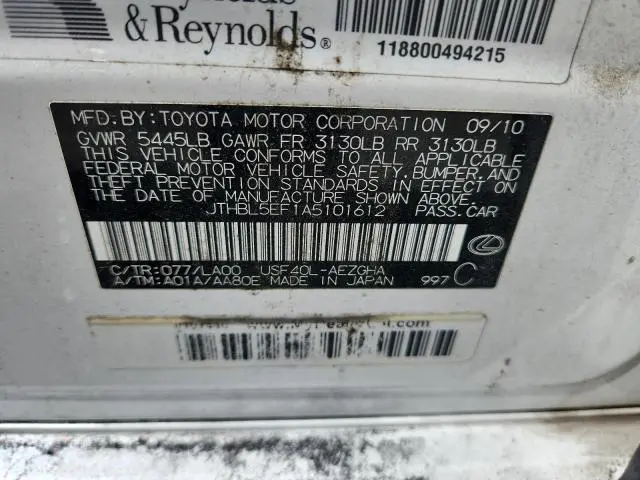 & Reynolds®
118800494215
MFD. BY: TOYOTA MOTOR CORPORATION 09/10
GVWR 5445LB GAWR FR 3130LB RR 3130LB
THIS VEHICLE CONFORMS TO ALL APPLICABLE
FEDERAL MOTOR VEHICLE SAFETY, BUMPER, AND
THEFT PREVENTION STANDARDS IN EFFECT ON
THE DATE OF MANUFACTURE SHOWN ABOVE.
JTHBL5EF1A5101612 PASS.CAR
C/TR:077/LA00 USF40L-AEZGHA
A/TM:A01A/AA80E MADE IN JAPAN 997 C